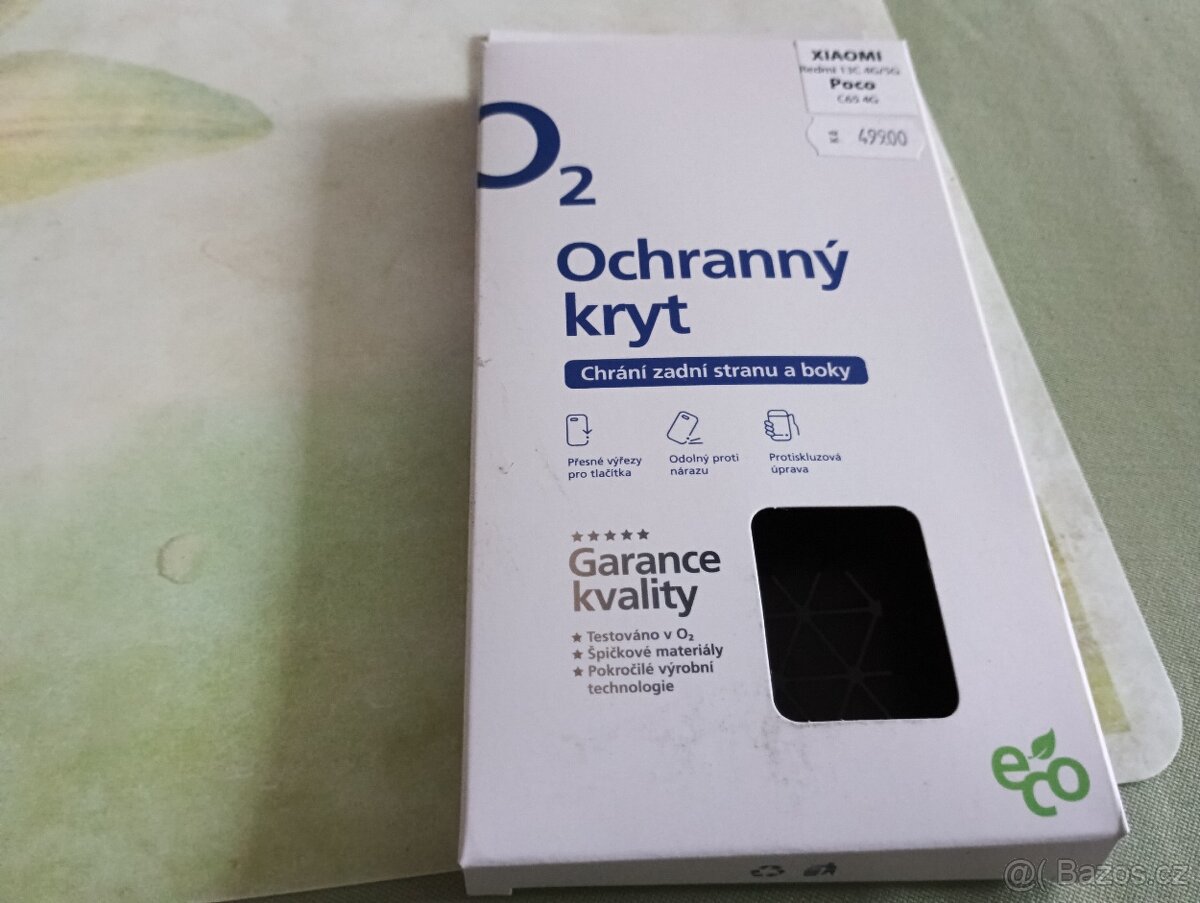 XIAOMI
Redmi 13C 4G/5G
Poco
C65 4G
Kč 499.00
O2
Ochranný
kryt
Chrání zadní stranu a boky
Přesné výřezy
pro tlačítka
Odolný proti
nárazu
Protiskluzová
úprava
Garance
kvality
Testováno v O₂
Špičkové materiály
Pokročilé výrobní
technologie
eco
@( Bazos.cz